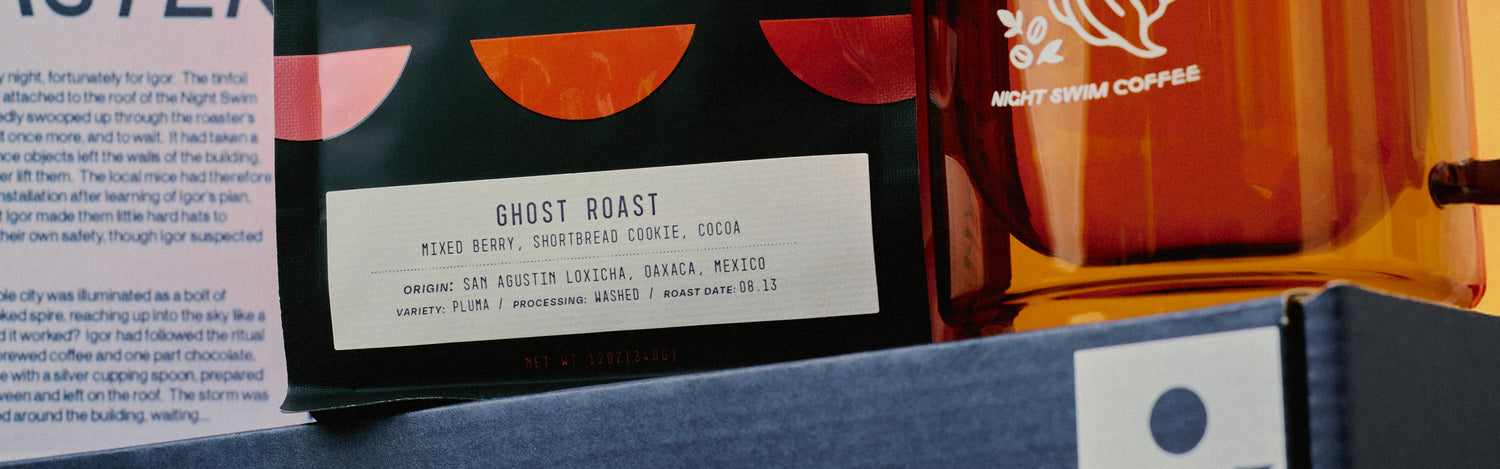 y night, fortunately for Igor. The tinfoil
attached to the roof of the Night Swim
edly swooped up through the roaster's
t once more, and to wait. It had taken a
nce objects left the walls of the building,
er lift them. The local mice had therefore
nstallation after learning of Igor's plan,
t Igor made them little hard hats to
heir own safety, though Igor suspected
ole city was illuminated as a bolt of
ked spire, reaching up into the sky like a
d it worked? Igor had followed the ritual
brewed coffee and one part chocolate,
e with a silver cupping spoon, prepared
ween and left on the roof. The storm was
d around the building, waiting...
GHOST ROAST
MIXED BERRY, SHORTBREAD COOKIE, COCOA
ORIGIN: SAN AGUSTIN LOXICHA, OAXACA, MEXICO
VARIETY: PLUMA / PROCESSING: WASHED / ROAST DATE: 08.13
NET WT 12OZ(340G)
NIGHT SWIM COFFEE